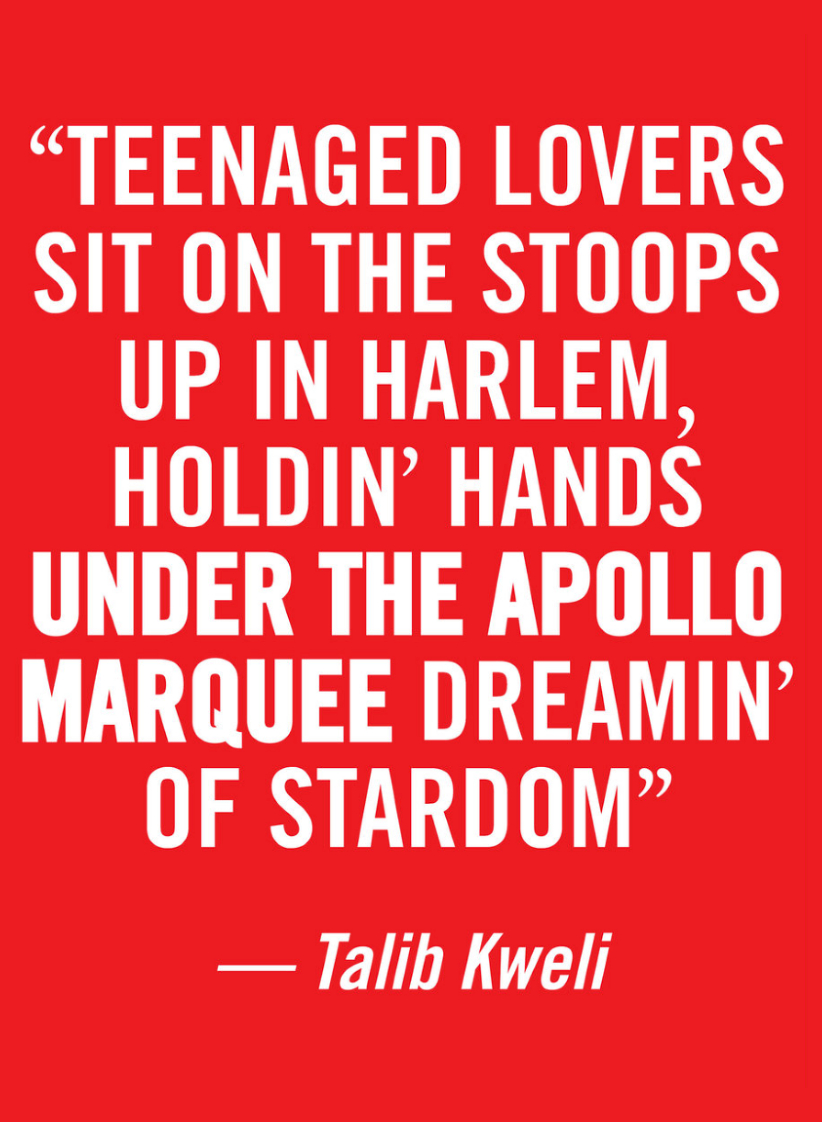 “TEENAGED LOVERS
SIT ON THE STOOPS
UP IN HARLEM,
HOLDIN’ HANDS
UNDER THE APOLLO
MARQUEE DREAMIN’
OF STARDOM”
— Talib Kweli